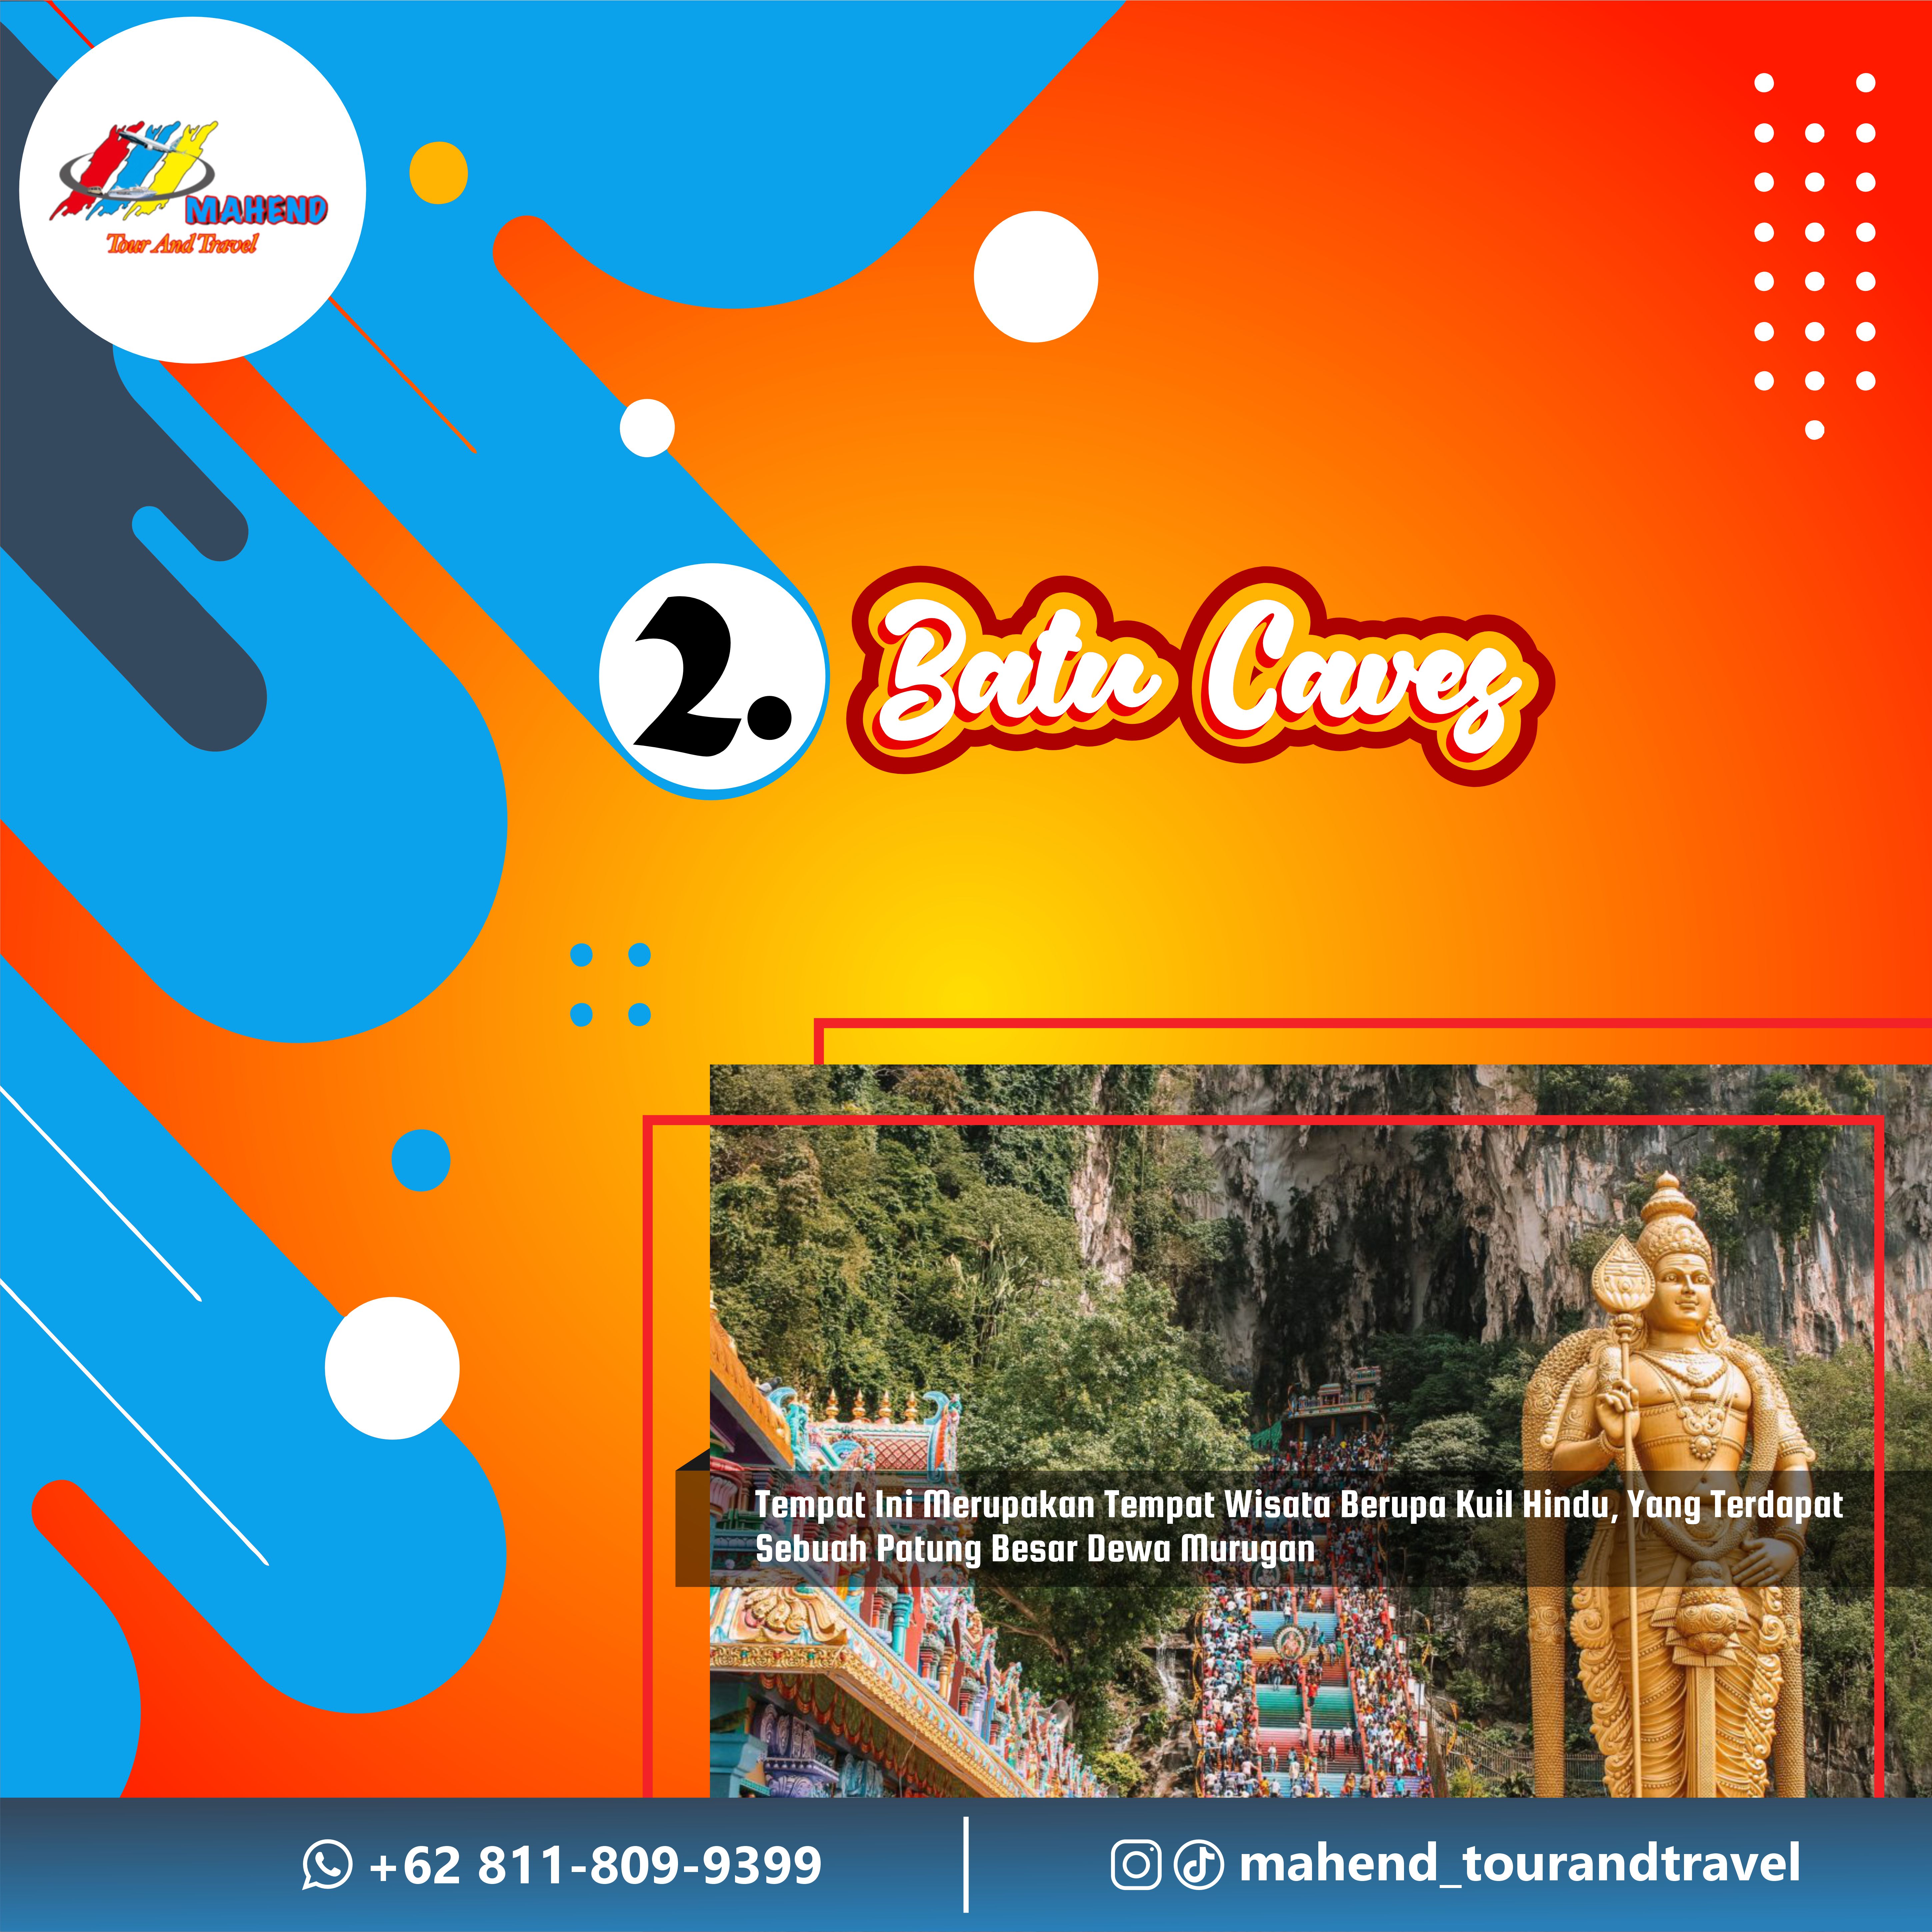 MAHEND
Tour And Travel
2. Batu Caves
Tempat Ini Merupakan Tempat Wisata Berupa Kuil Hindu, Yang Terdapat
Sebuah Patung Besar Dewa Murugan
+62 811-809-9399
mahend_tourandtravel